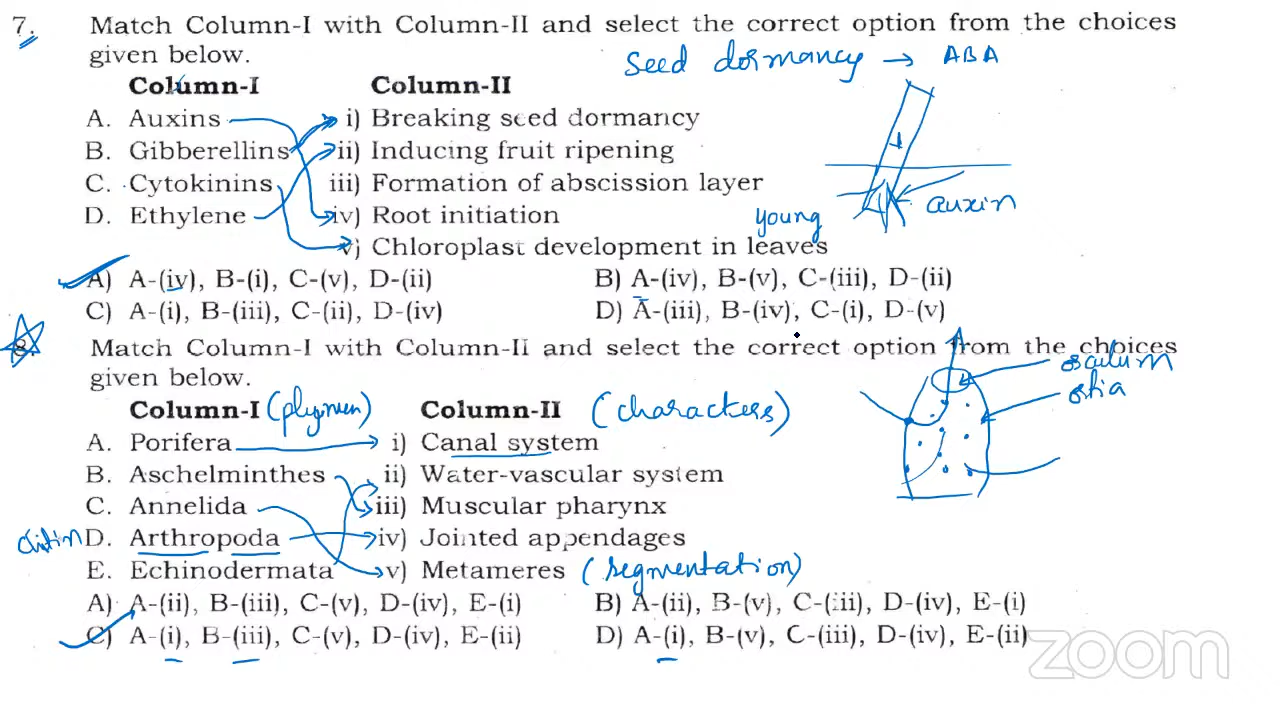 7. Match Column-I with Column-II and select the correct option from the choices
given below.
seed dormancy → ABA
Column-I Column-II
A. Auxins i) Breaking seed dormancy
B. Gibberellins ii) Inducing fruit ripening
C. Cytokinins iii) Formation of abscission layer
D. Ethylene iv) Root initiation
auxin
young
v) Chloroplast development in leaves
A) A-(iv), B-(i), C-(v), D-(ii) B) A-(iv), B-(v), C-(iii), D-(ii)
C) A-(i), B-(iii), C-(ii), D-(iv) D) A-(iii), B-(iv), C-(i), D-(v)
8. Match Column-I with Column-II and select the correct option from the choices
given below.
osculum
ostia
Column-I Column-II (characters)
A. Porifera i) Canal system
B. Aschelminthes ii) Water-vascular system
C. Annelida iii) Muscular pharynx
chitin D. Arthropoda iv) Jointed appendages
E. Echinodermata v) Metameres (segmentation)
A) A-(ii), B-(iii), C-(v), D-(iv), E-(i) B) A-(ii), B-(v), C-(iii), D-(iv), E-(i)
C) A-(i), B-(iii), C-(v), D-(iv), E-(ii) D) A-(i), B-(v), C-(iii), D-(iv), E-(ii)
zoom